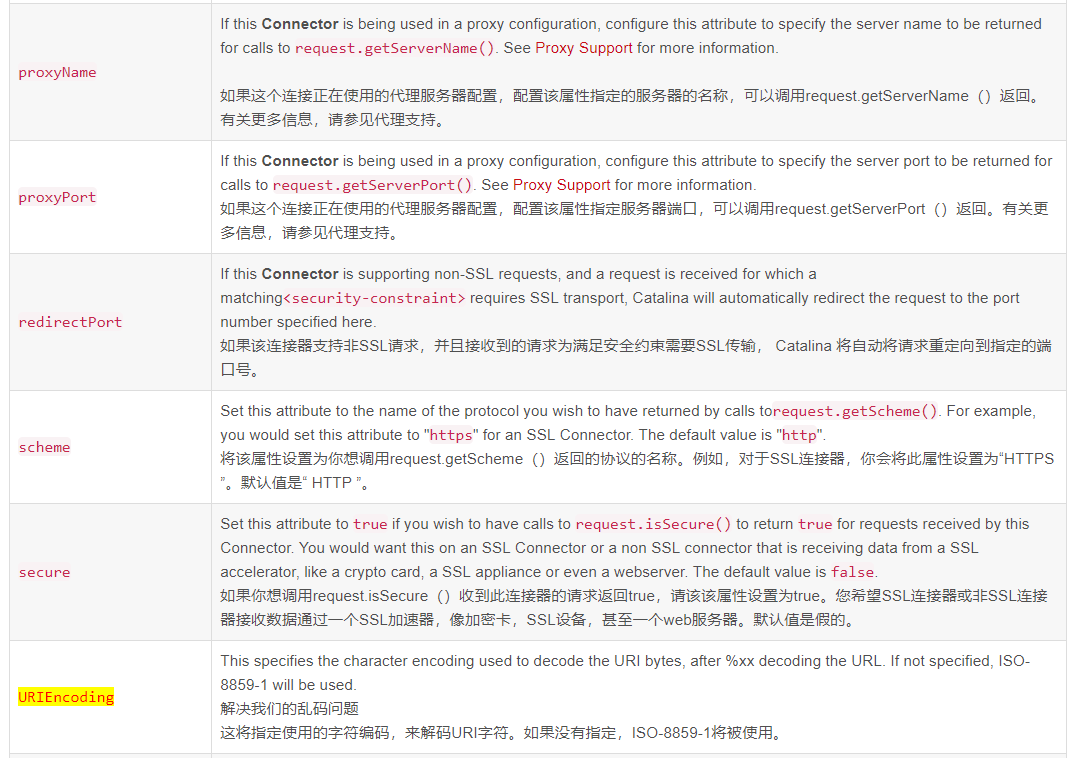 proxyName
If this Connector is being used in a proxy configuration, configure this attribute to specify the server name to be returned
for calls to request.getServerName(). See Proxy Support for more information.
如果这个连接正在使用的代理服务器配置，配置该属性指定的服务器的名称，可以调用request.getServerName（）返回。
有关更多信息，请参见代理支持。
proxyPort
If this Connector is being used in a proxy configuration, configure this attribute to specify the server port to be returned for
calls to request.getServerPort(). See Proxy Support for more information.
如果这个连接正在使用的代理服务器配置，配置该属性指定服务器端口，可以调用request.getServerPort（）返回。有关更
多信息，请参见代理支持。
redirectPort
If this Connector is supporting non-SSL requests, and a request is received for which a
matching<security-constraint> requires SSL transport, Catalina will automatically redirect the request to the port
number specified here.
如果该连接器支持非SSL请求，并且接收到的请求为满足安全约束需要SSL传输， Catalina 将自动将请求重定向到指定的端
口号。
scheme
Set this attribute to the name of the protocol you wish to have returned by calls torequest.getScheme(). For example,
you would set this attribute to "https" for an SSL Connector. The default value is "http".
将该属性设置为你想调用request.getScheme（）返回的协议的名称。例如，对于SSL连接器，你会将此属性设置为“HTTPS
”。默认值是“ HTTP ”。
secure
Set this attribute to true if you wish to have calls to request.isSecure() to return true for requests received by this
Connector. You would want this on an SSL Connector or a non SSL connector that is receiving data from a SSL
accelerator, like a crypto card, a SSL appliance or even a webserver. The default value is false.
如果你想调用request.isSecure（）收到此连接器的请求返回true，请该该属性设置为true。您希望SSL连接器或非SSL连接
器接收数据通过一个SSL加速器，像加密卡，SSL设备，甚至一个web服务器。默认值是假的。
URIEncoding
This specifies the character encoding used to decode the URI bytes, after %xx decoding the URL. If not specified, ISO-
8859-1 will be used.
解决我们的乱码问题
这将指定使用的字符编码，来解码URI字符。如果没有指定，ISO-8859-1将被使用。